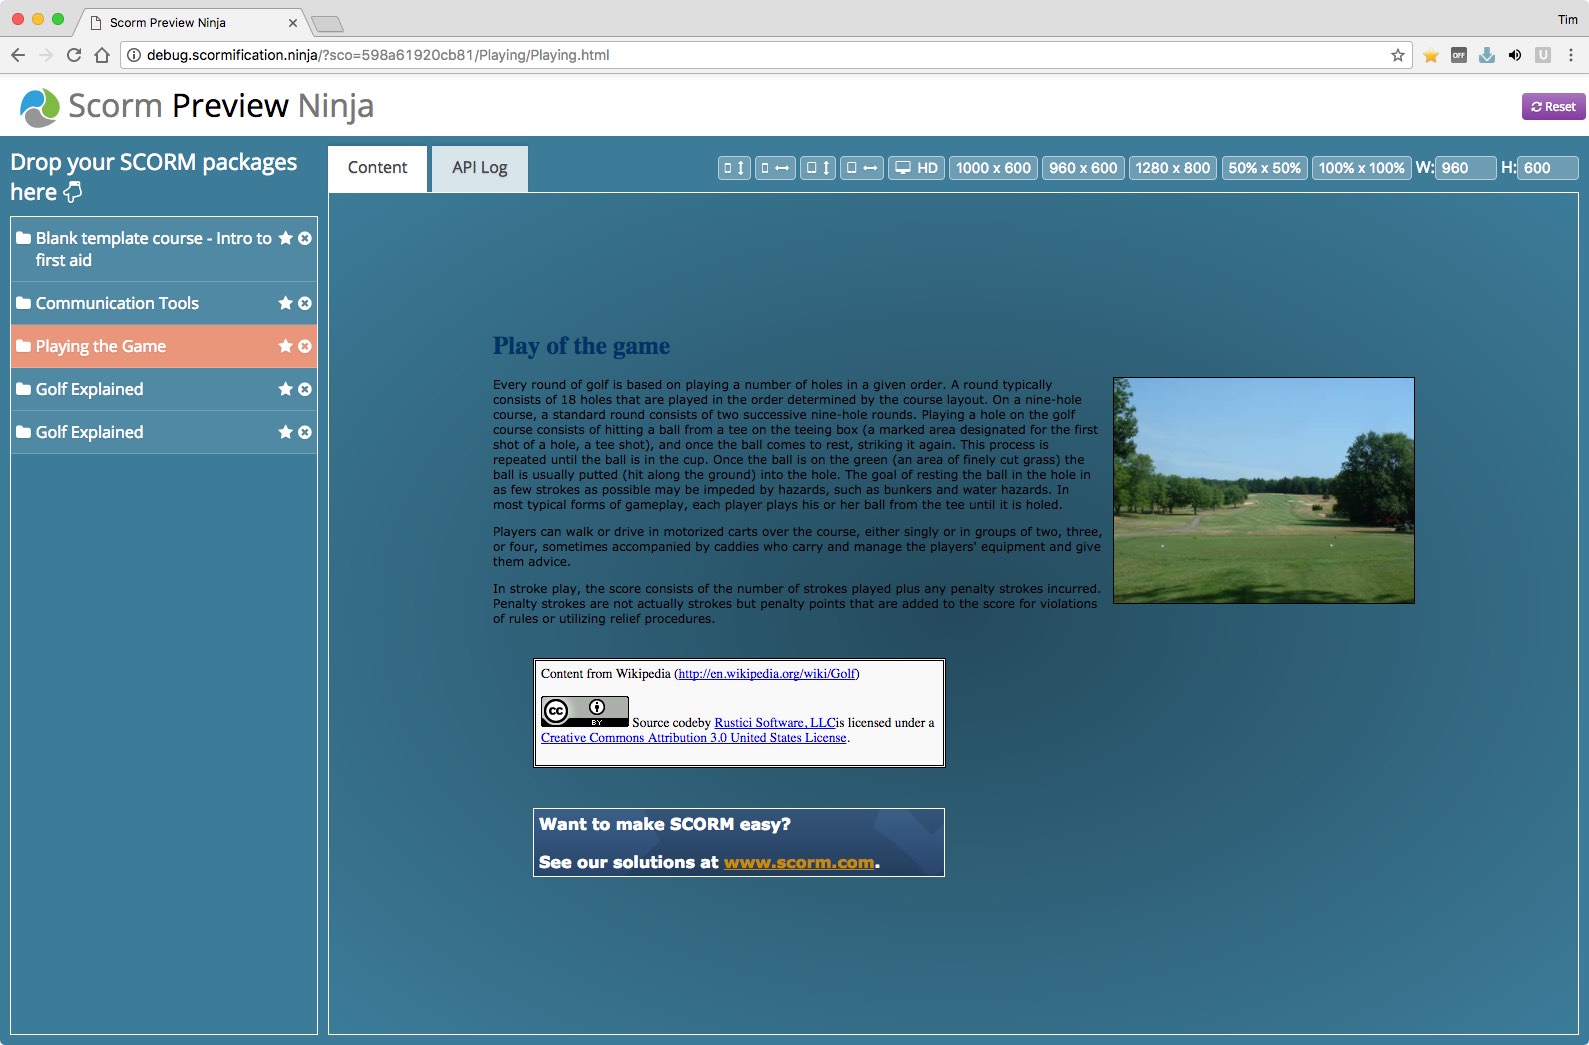 Scorm Preview Ninja
Tim
debug.scormification.ninja/?sco=598a61920cb81/Playing/Playing.html
OFF
U
Scorm Preview Ninja
Reset
Drop your SCORM packages
here
Blank template course - Intro to
first aid
Communication Tools
Playing the Game
Golf Explained
Golf Explained
Content
API Log
HD
1000 x 600
960 x 600
1280 x 800
50% x 50%
100% x 100%
W: 960
H: 600
Play of the game
Every round of golf is based on playing a number of holes in a given order. A round typically
consists of 18 holes that are played in the order determined by the course layout. On a nine-hole
course, a standard round consists of two successive nine-hole rounds. Playing a hole on the golf
course consists of hitting a ball from a tee on the teeing box (a marked area designated for the first
shot of a hole, a tee shot), and once the ball comes to rest, striking it again. This process is
repeated until the ball is in the cup. Once the ball is on the green (an area of finely cut grass) the
ball is usually putted (hit along the ground) into the hole. The goal of resting the ball in the hole in
as few strokes as possible may be impeded by hazards, such as bunkers and water hazards. In
most typical forms of gameplay, each player plays his or her ball from the tee until it is holed.
Players can walk or drive in motorized carts over the course, either singly or in groups of two, three,
or four, sometimes accompanied by caddies who carry and manage the players' equipment and give
them advice.
In stroke play, the score consists of the number of strokes played plus any penalty strokes incurred.
Penalty strokes are not actually strokes but penalty points that are added to the score for violations
of rules or utilizing relief procedures.
Content from Wikipedia (http://en.wikipedia.org/wiki/Golf)
cc BY Source codeby Rustici Software, LLCis licensed under a
Creative Commons Attribution 3.0 United States License.
Want to make SCORM easy?
See our solutions at www.scorm.com.